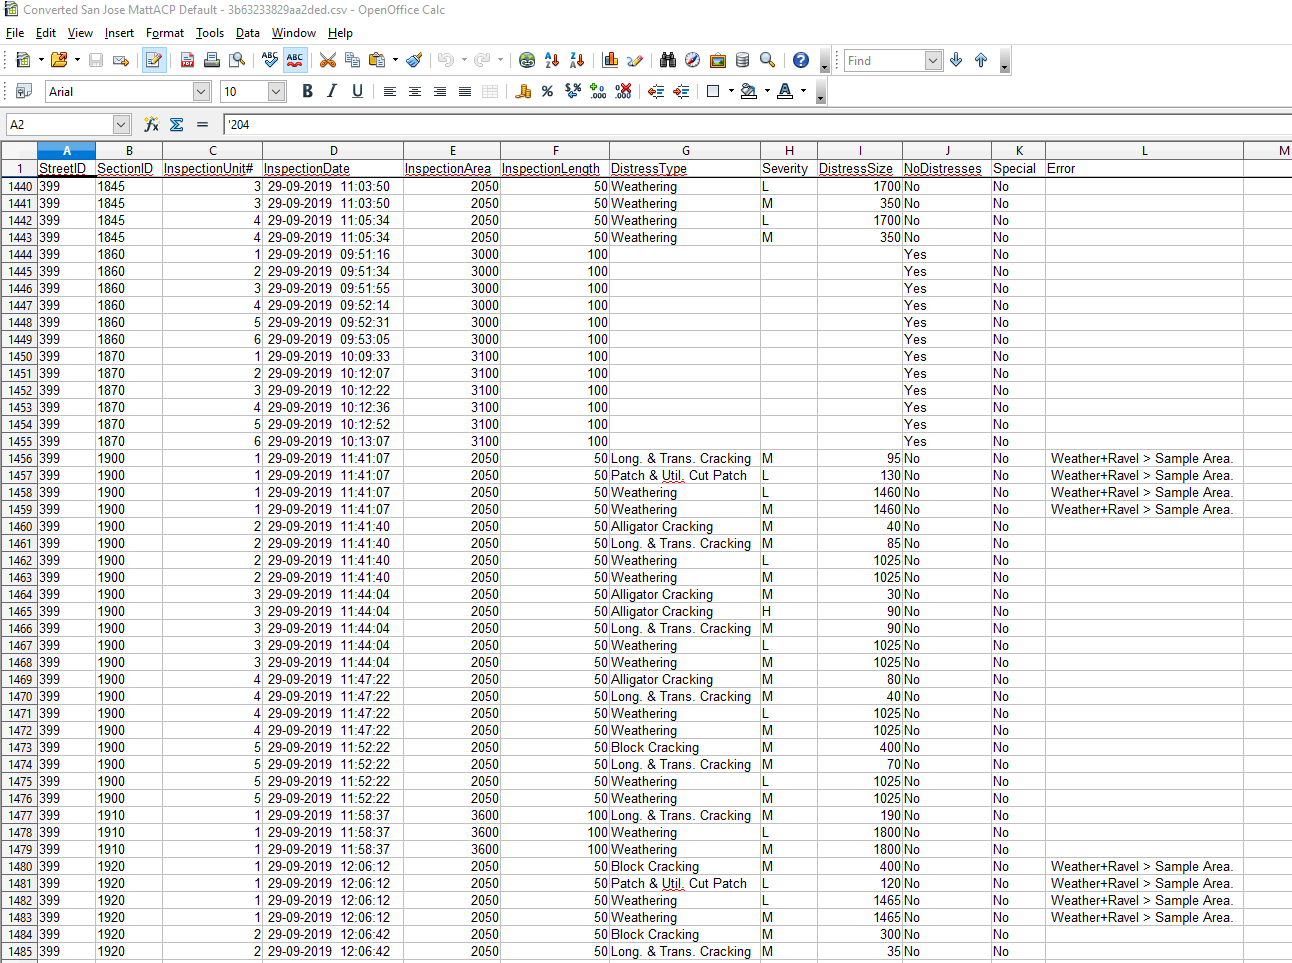 Converted San Jose MattACP Default - 3b63233829aa2ded.csv - OpenOffice Calc
File Edit View Insert Format Tools Data Window Help
Find
Arial 10
A2 '204
A B C D E F G H I J K L M
1 StreetID SectionID InspectionUnit# InspectionDate InspectionArea InspectionLength DistressType Severity DistressSize NoDistresses Special Error
1440 399 1845 3 29-09-2019 11:03:50 2050 50 Weathering L 1700 No No
1441 399 1845 3 29-09-2019 11:03:50 2050 50 Weathering M 350 No No
1442 399 1845 4 29-09-2019 11:05:34 2050 50 Weathering L 1700 No No
1443 399 1845 4 29-09-2019 11:05:34 2050 50 Weathering M 350 No No
1444 399 1860 1 29-09-2019 09:51:16 3000 100 Yes No
1445 399 1860 2 29-09-2019 09:51:34 3000 100 Yes No
1446 399 1860 3 29-09-2019 09:51:55 3000 100 Yes No
1447 399 1860 4 29-09-2019 09:52:14 3000 100 Yes No
1448 399 1860 5 29-09-2019 09:52:31 3000 100 Yes No
1449 399 1860 6 29-09-2019 09:53:05 3000 100 Yes No
1450 399 1870 1 29-09-2019 10:09:33 3100 100 Yes No
1451 399 1870 2 29-09-2019 10:12:07 3100 100 Yes No
1452 399 1870 3 29-09-2019 10:12:22 3100 100 Yes No
1453 399 1870 4 29-09-2019 10:12:36 3100 100 Yes No
1454 399 1870 5 29-09-2019 10:12:52 3100 100 Yes No
1455 399 1870 6 29-09-2019 10:13:07 3100 100 Yes No
1456 399 1900 1 29-09-2019 11:41:07 2050 50 Long. & Trans. Cracking M 95 No No Weather+Ravel > Sample Area.
1457 399 1900 1 29-09-2019 11:41:07 2050 50 Patch & Util. Cut Patch L 130 No No Weather+Ravel > Sample Area.
1458 399 1900 1 29-09-2019 11:41:07 2050 50 Weathering L 1460 No No Weather+Ravel > Sample Area.
1459 399 1900 1 29-09-2019 11:41:07 2050 50 Weathering M 1460 No No Weather+Ravel > Sample Area.
1460 399 1900 2 29-09-2019 11:41:40 2050 50 Alligator Cracking M 40 No No
1461 399 1900 2 29-09-2019 11:41:40 2050 50 Long. & Trans. Cracking M 85 No No
1462 399 1900 2 29-09-2019 11:41:40 2050 50 Weathering L 1025 No No
1463 399 1900 2 29-09-2019 11:41:40 2050 50 Weathering M 1025 No No
1464 399 1900 3 29-09-2019 11:44:04 2050 50 Alligator Cracking M 30 No No
1465 399 1900 3 29-09-2019 11:44:04 2050 50 Alligator Cracking H 90 No No
1466 399 1900 3 29-09-2019 11:44:04 2050 50 Long. & Trans. Cracking M 90 No No
1467 399 1900 3 29-09-2019 11:44:04 2050 50 Weathering L 1025 No No
1468 399 1900 3 29-09-2019 11:44:04 2050 50 Weathering M 1025 No No
1469 399 1900 4 29-09-2019 11:47:22 2050 50 Alligator Cracking M 80 No No
1470 399 1900 4 29-09-2019 11:47:22 2050 50 Long. & Trans. Cracking M 40 No No
1471 399 1900 4 29-09-2019 11:47:22 2050 50 Weathering L 1025 No No
1472 399 1900 4 29-09-2019 11:47:22 2050 50 Weathering M 1025 No No
1473 399 1900 5 29-09-2019 11:52:22 2050 50 Block Cracking M 400 No No
1474 399 1900 5 29-09-2019 11:52:22 2050 50 Long. & Trans. Cracking M 70 No No
1475 399 1900 5 29-09-2019 11:52:22 2050 50 Weathering L 1025 No No
1476 399 1900 5 29-09-2019 11:52:22 2050 50 Weathering M 1025 No No
1477 399 1910 1 29-09-2019 11:58:37 3600 100 Long. & Trans. Cracking M 190 No No
1478 399 1910 1 29-09-2019 11:58:37 3600 100 Weathering L 1800 No No
1479 399 1910 1 29-09-2019 11:58:37 3600 100 Weathering M 1800 No No
1480 399 1920 1 29-09-2019 12:06:12 2050 50 Block Cracking M 400 No No Weather+Ravel > Sample Area.
1481 399 1920 1 29-09-2019 12:06:12 2050 50 Patch & Util. Cut Patch L 120 No No Weather+Ravel > Sample Area.
1482 399 1920 1 29-09-2019 12:06:12 2050 50 Weathering L 1465 No No Weather+Ravel > Sample Area.
1483 399 1920 1 29-09-2019 12:06:12 2050 50 Weathering M 1465 No No Weather+Ravel > Sample Area.
1484 399 1920 2 29-09-2019 12:06:42 2050 50 Block Cracking M 300 No No
1485 399 1920 2 29-09-2019 12:06:42 2050 50 Long. & Trans. Cracking M 35 No No